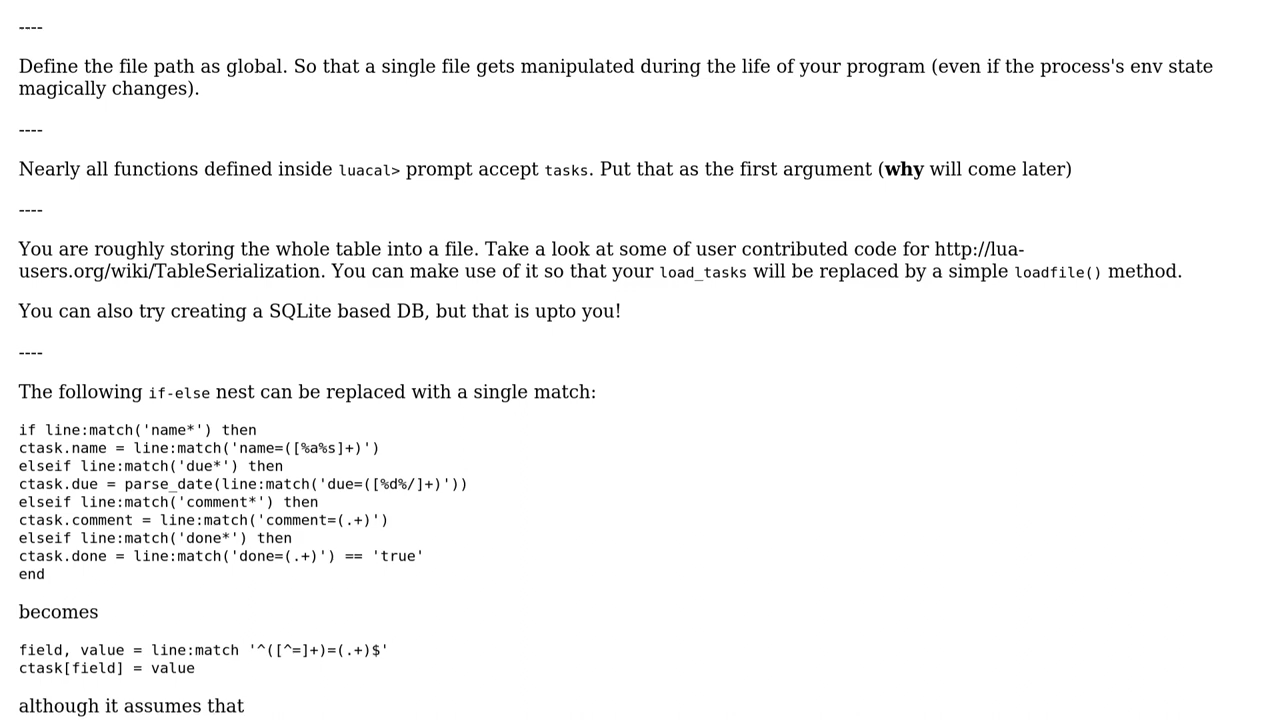 ----
Define the file path as global. So that a single file gets manipulated during the life of your program (even if the process's env state
magically changes).
----
Nearly all functions defined inside luacal> prompt accept tasks. Put that as the first argument (why will come later)
----
You are roughly storing the whole table into a file. Take a look at some of user contributed code for http://lua-
users.org/wiki/TableSerialization. You can make use of it so that your load_tasks will be replaced by a simple loadfile() method.
You can also try creating a SQLite based DB, but that is upto you!
----
The following if-else nest can be replaced with a single match:
if line:match('name*') then
ctask.name = line:match('name=([%a%s]+)')
elseif line:match('due*') then
ctask.due = parse_date(line:match('due=([%d%/]+)'))
elseif line:match('comment*') then
ctask.comment = line:match('comment=(.+)')
elseif line:match('done*') then
ctask.done = line:match('done=(.+)') == 'true'
end
becomes
field, value = line:match '^([^=]+)=(.+)$'
ctask[field] = value
although it assumes that